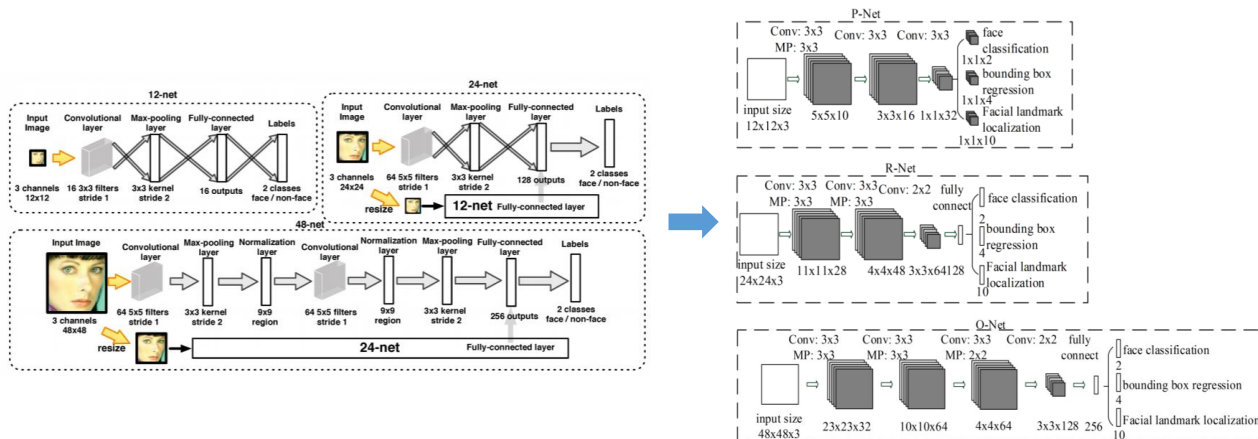 12-net
Input
Image
Convolutional
layer
Max-pooling
layer
Fully-connected
layer
Labels
3 channels
12x12
16 3x3 filters
stride 1
3x3 kernel
stride 2
16 outputs
2 classes
face / non-face
24-net
Input
Image
Convolutional
layer
Max-pooling
layer
Fully-connected
layer
Labels
3 channels
24x24
64 5x5 filters
stride 1
3x3 kernel
stride 2
128 outputs
2 classes
face / non-face
resize
12-net
Fully-connected layer
48-net
Input Image
Convolutional
layer
Max-pooling
layer
Normalization
layer
Convolutional
layer
Normalization
layer
Max-pooling
layer
Fully-connected
layer
Labels
3 channels
48x48
64 5x5 filters
stride 1
3x3 kernel
stride 2
9x9
region
64 5x5 filters
stride 1
9x9
region
3x3 kernel
stride 2
256 outputs
2 classes
face / non-face
resize
24-net
Fully-connected layer
P-Net
Conv: 3x3
MP: 3x3
Conv: 3x3
Conv: 3x3
face
classification
1x1x2
bounding box
regression
1x1x4
Facial landmark
localization
1x1x10
input size
12x12x3
5x5x10
3x3x16
1x1x32
R-Net
Conv: 3x3
MP: 3x3
Conv: 3x3
MP: 3x3
Conv: 2x2
fully
connect
face classification
2
bounding box
regression
4
Facial landmark
localization
10
input size
24x24x3
11x11x28
4x4x48
3x3x64
128
O-Net
Conv: 3x3
MP: 3x3
Conv: 3x3
MP: 3x3
Conv: 3x3
MP: 2x2
Conv: 2x2
fully
connect
face classification
2
bounding box regression
4
Facial landmark localization
10
input size
48x48x3
23x23x32
10x10x64
4x4x64
3x3x128
256